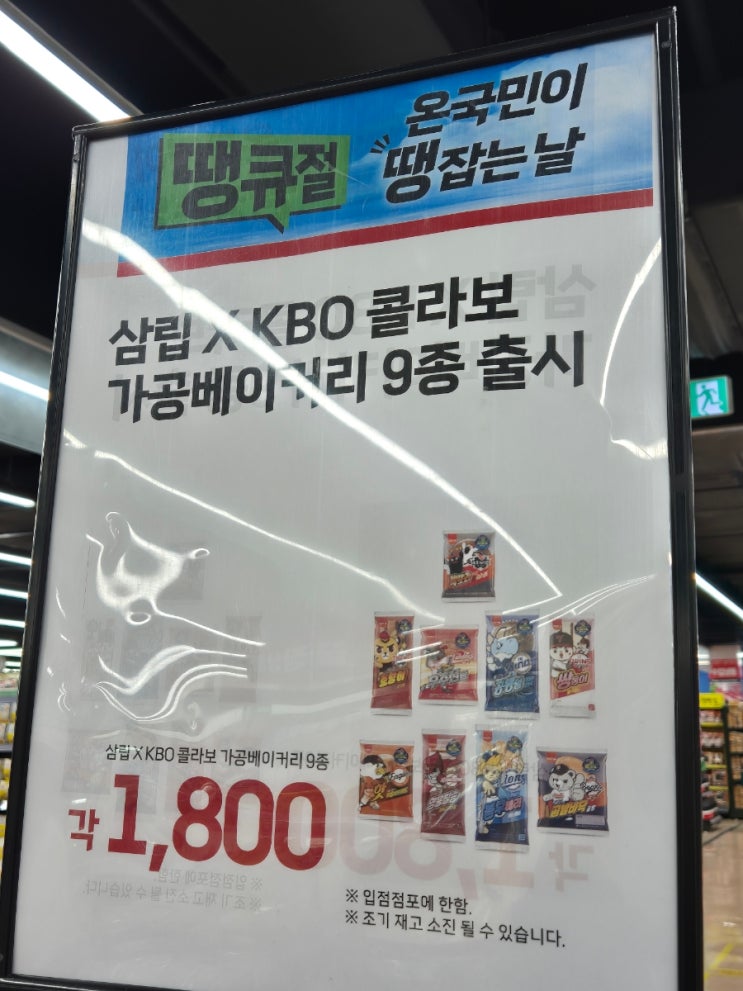 땡큐절
온국민이
땡잡는날
삼립 X KBO 콜라보
가공베이커리 9종 출시
삼립 X KBO 콜라보 가공베이커리 9종
각 1,800
※ 입점점포에 한함.
※ 조기 재고 소진 될 수 있습니다.